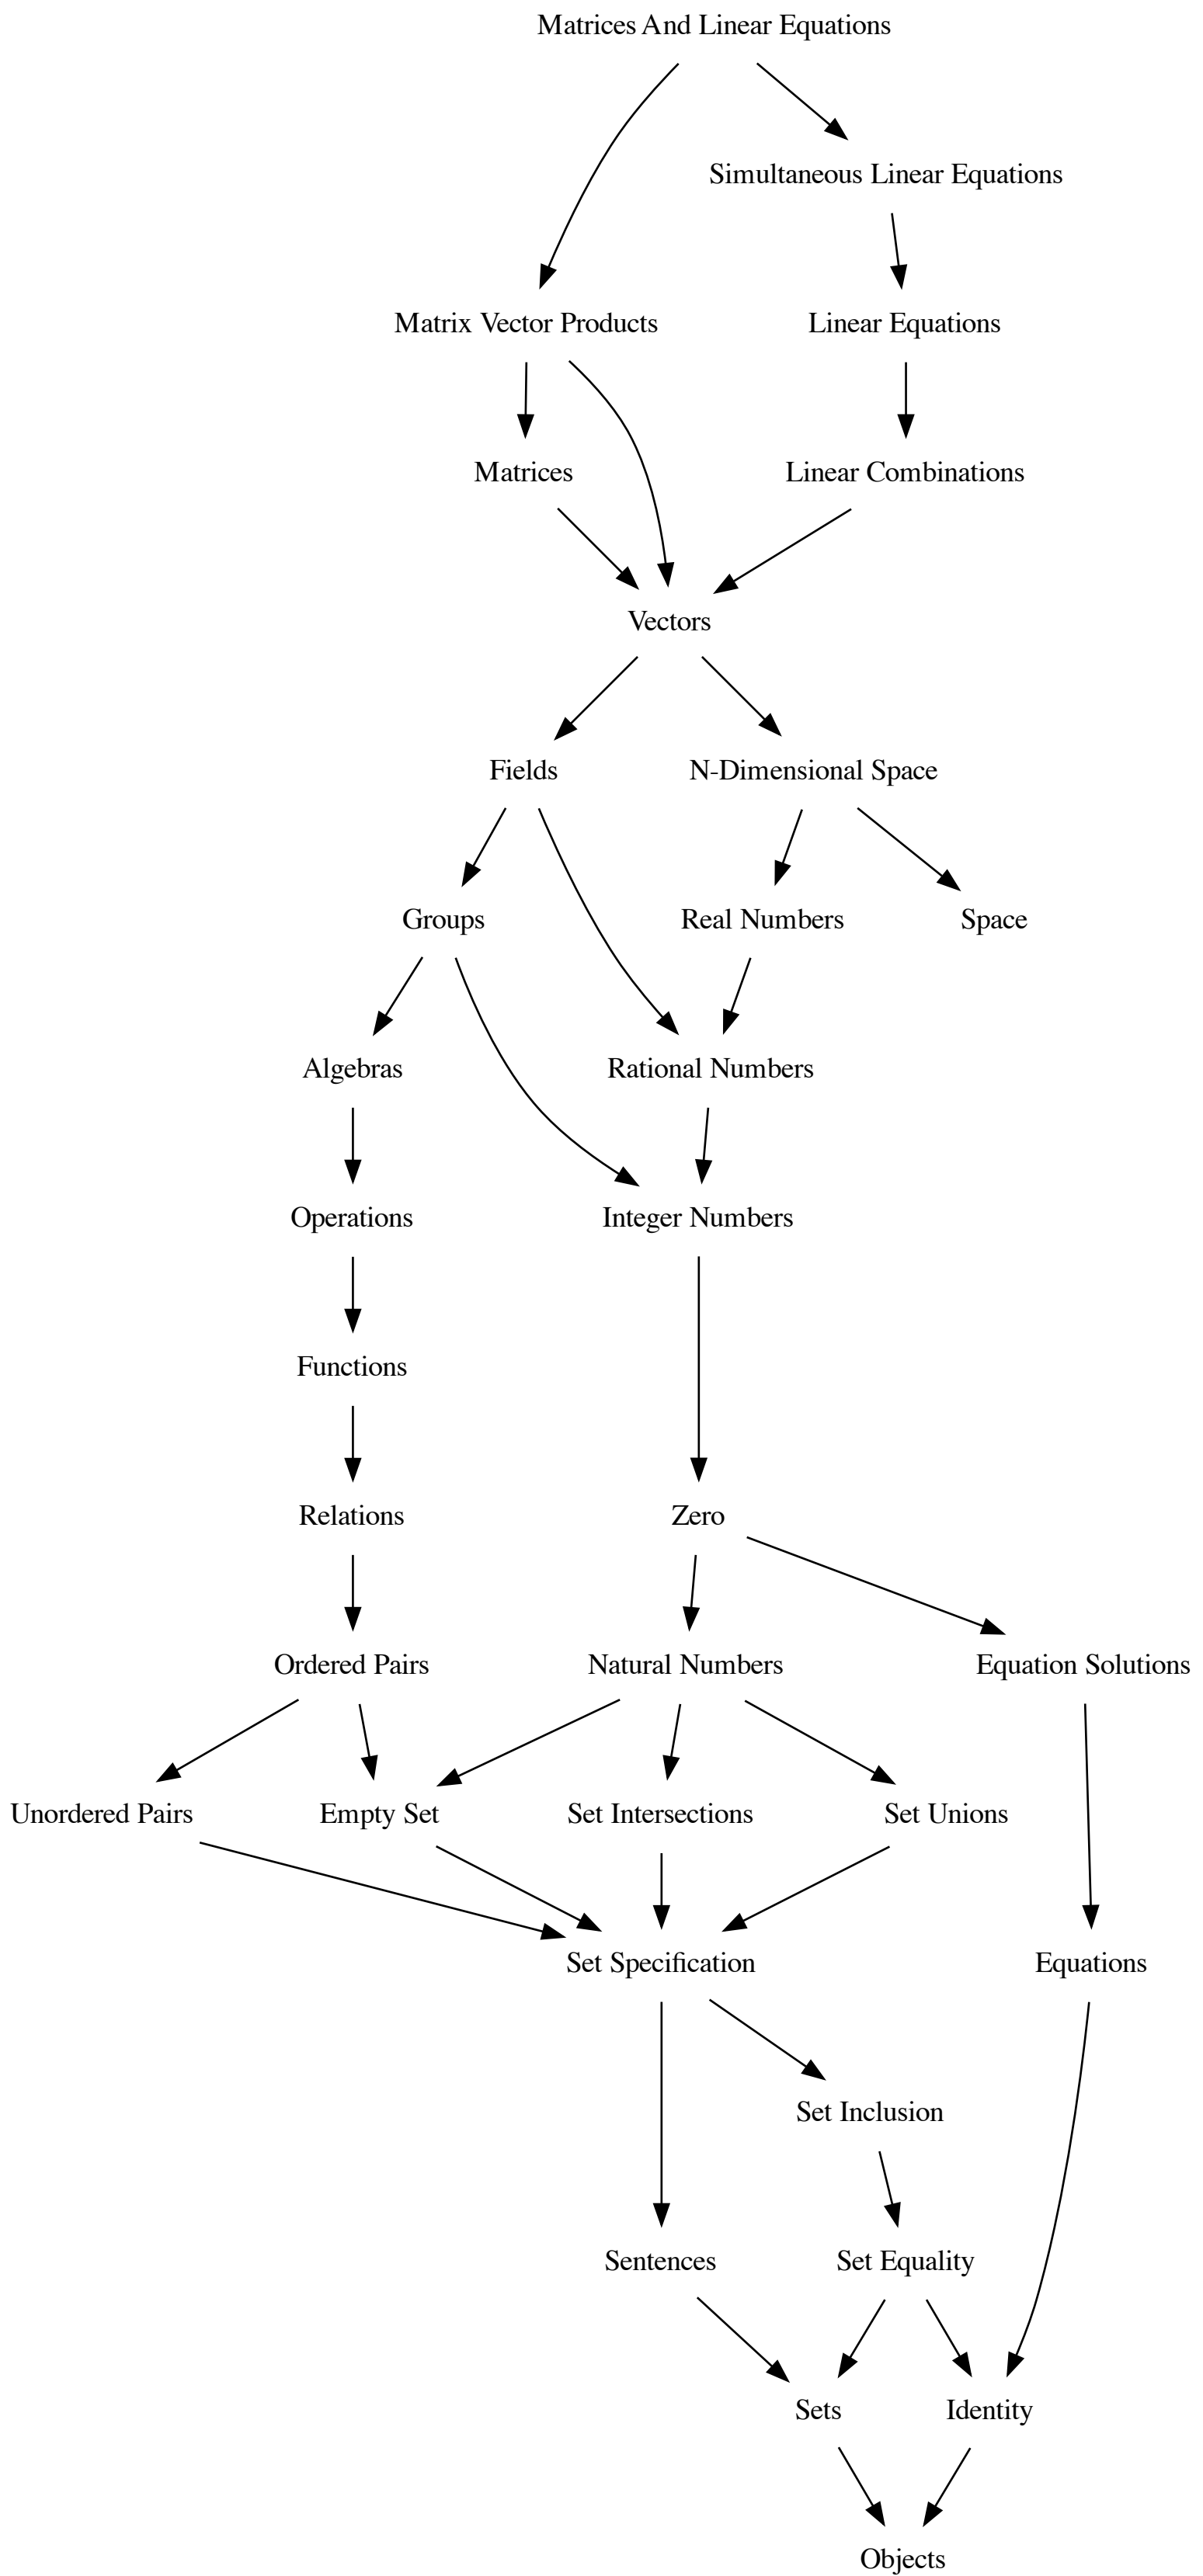 Matrices And Linear Equations
Simultaneous Linear Equations
Matrix Vector Products
Linear Equations
Matrices
Linear Combinations
Vectors
Fields
N-Dimensional Space
Groups
Real Numbers
Space
Algebras
Rational Numbers
Operations
Integer Numbers
Functions
Relations
Zero
Ordered Pairs
Natural Numbers
Equation Solutions
Unordered Pairs
Empty Set
Set Intersections
Set Unions
Set Specification
Equations
Set Inclusion
Sentences
Set Equality
Sets
Identity
Objects